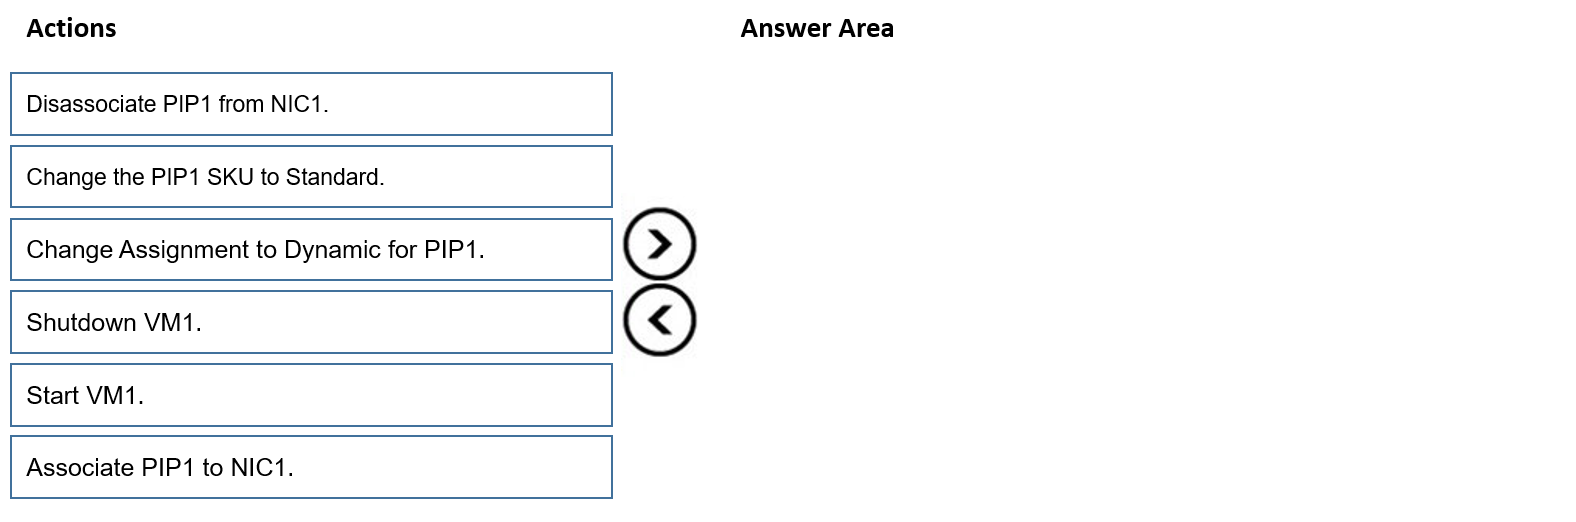 Actions
Answer Area
Disassociate PIP1 from NIC1.
Change the PIP1 SKU to Standard.
Change Assignment to Dynamic for PIP1.
Shutdown VM1.
Start VM1.
Associate PIP1 to NIC1.